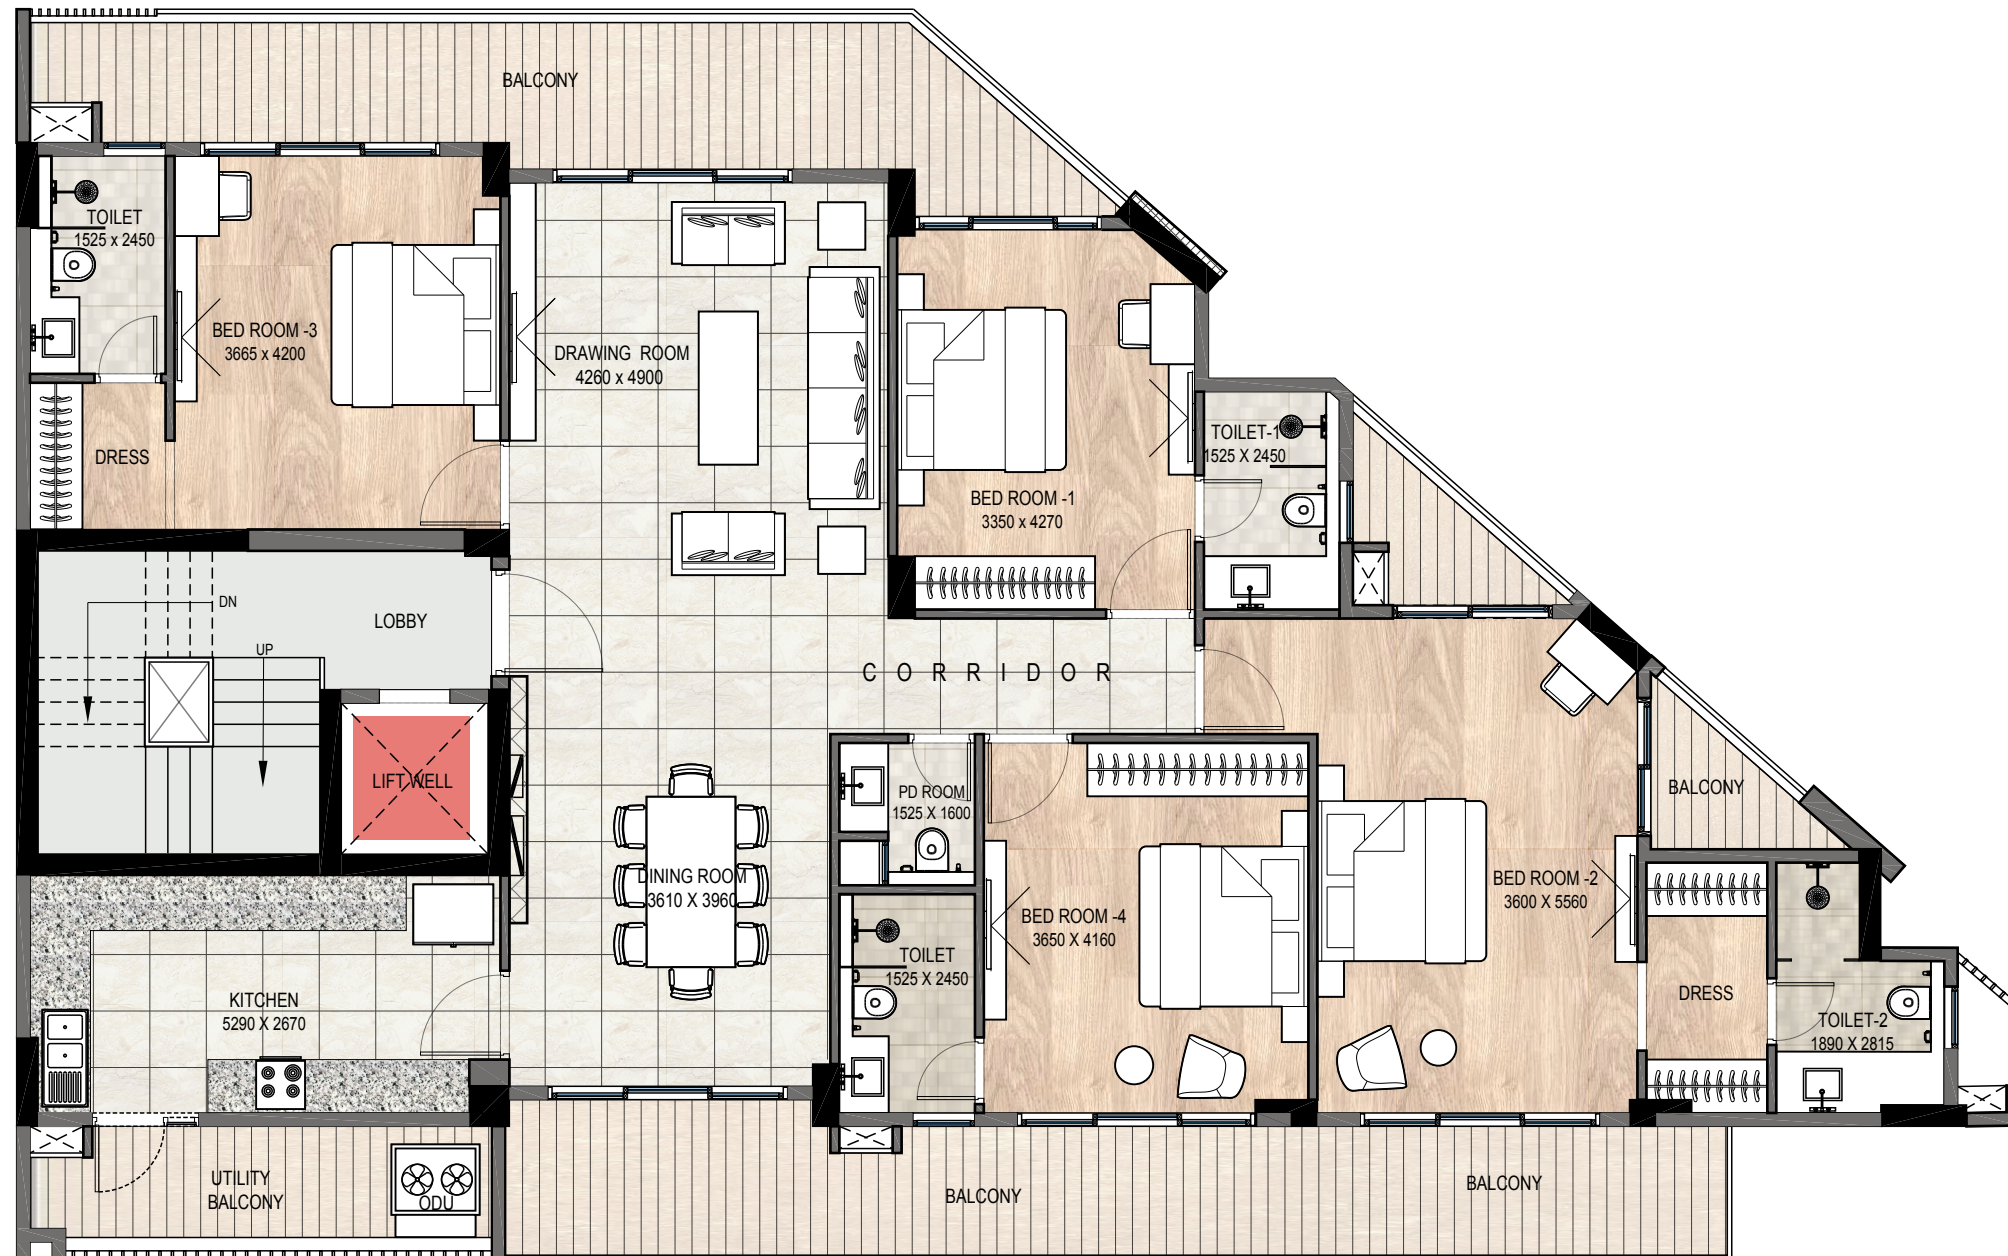 BALCONY
TOILET
1525 x 2450
BED ROOM -3
3665 x 4200
DRAWING ROOM
4260 x 4900
DRESS
BED ROOM -1
3350 x 4270
TOILET-1
1525 X 2450
DN
LOBBY
UP
CORRIDOR
LIFT WELL
PD ROOM
1525 X 1600
BALCONY
DINING ROOM
3610 X 3960
BED ROOM -2
3600 X 5560
BED ROOM -4
3650 X 4160
TOILET
1525 X 2450
KITCHEN
5290 X 2670
DRESS
TOILET-2
1890 X 2815
UTILITY
BALCONY
ODU
BALCONY
BALCONY